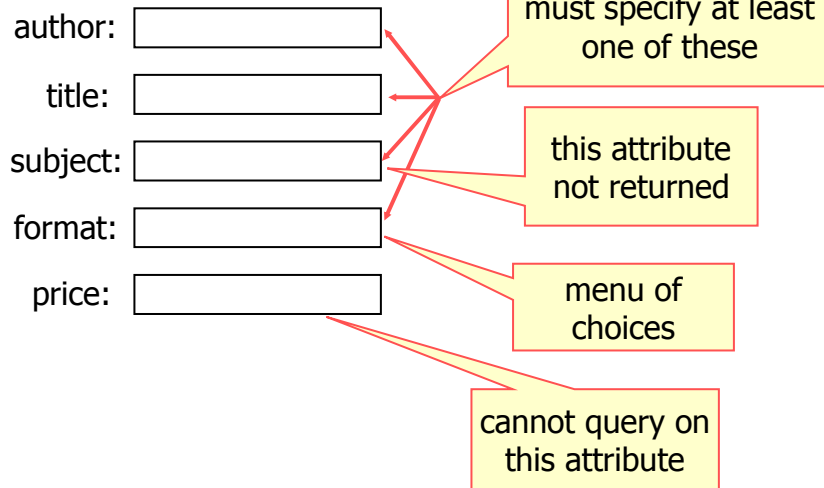 author:
must specify at least
one of these
title:
subject:
this attribute
not returned
format:
price:
menu of
choices
cannot query on
this attribute